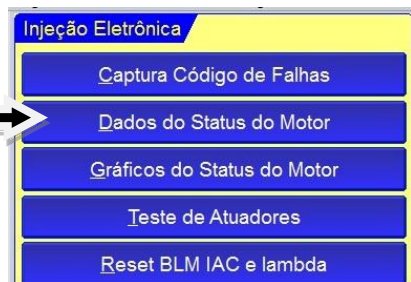 Injeção Eletrônica
Captura Código de Falhas
Dados do Status do Motor
Gráficos do Status do Motor
Teste de Atuadores
Reset BLM IAC e lambda